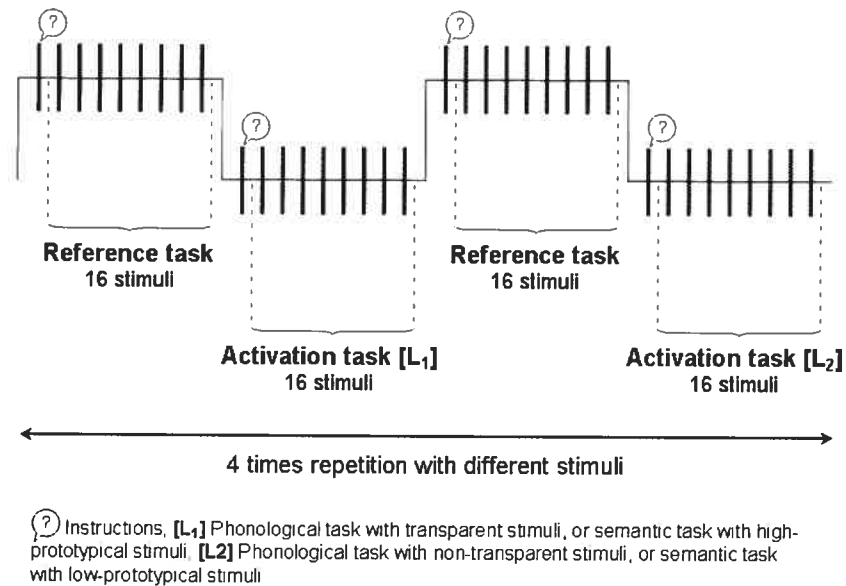 ? ?
Reference task Reference task
16 stimuli 16 stimuli
? ?
Activation task [L₁] Activation task [L₂]
16 stimuli 16 stimuli
4 times repetition with different stimuli
? Instructions, [L₁] Phonological task with transparent stimuli, or semantic task with high-
prototypical stimuli, [L2] Phonological task with non-transparent stimuli, or semantic task
with low-prototypical stimuli